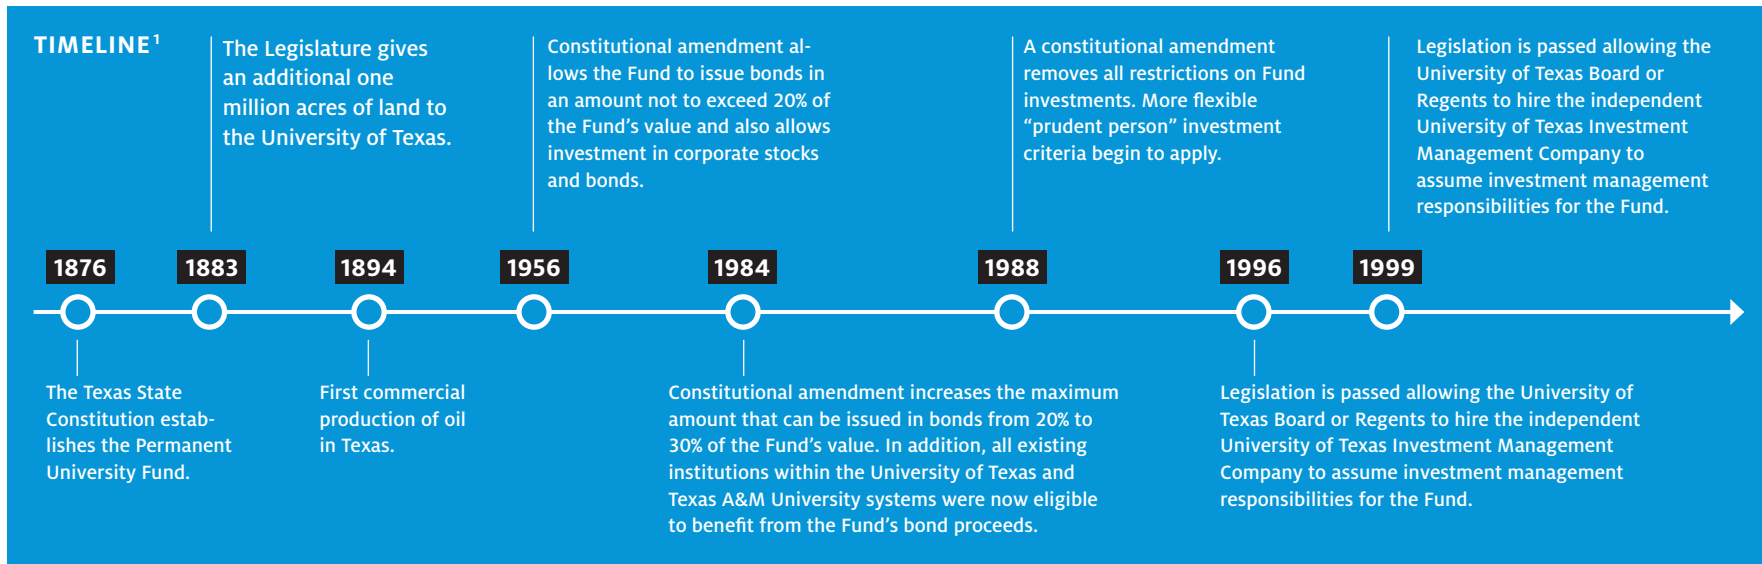 TIMELINE¹
The Legislature gives
an additional one
million acres of land to
the University of Texas.
Constitutional amendment al-
lows the Fund to issue bonds in
an amount not to exceed 20% of
the Fund’s value and also allows
investment in corporate stocks
and bonds.
A constitutional amendment
removes all restrictions on Fund
investments. More flexible
“prudent person” investment
criteria begin to apply.
Legislation is passed allowing the
University of Texas Board or
Regents to hire the independent
University of Texas Investment
Management Company to
assume investment management
responsibilities for the Fund.
1876
1883
1894
1956
1984
1988
1996
1999
The Texas State
Constitution estab-
lishes the Permanent
University Fund.
First commercial
production of oil
in Texas.
Constitutional amendment increases the maximum
amount that can be issued in bonds from 20% to
30% of the Fund’s value. In addition, all existing
institutions within the University of Texas and
Texas A&M University systems were now eligible
to benefit from the Fund’s bond proceeds.
Legislation is passed allowing the University of
Texas Board or Regents to hire the independent
University of Texas Investment Management
Company to assume investment management
responsibilities for the Fund.